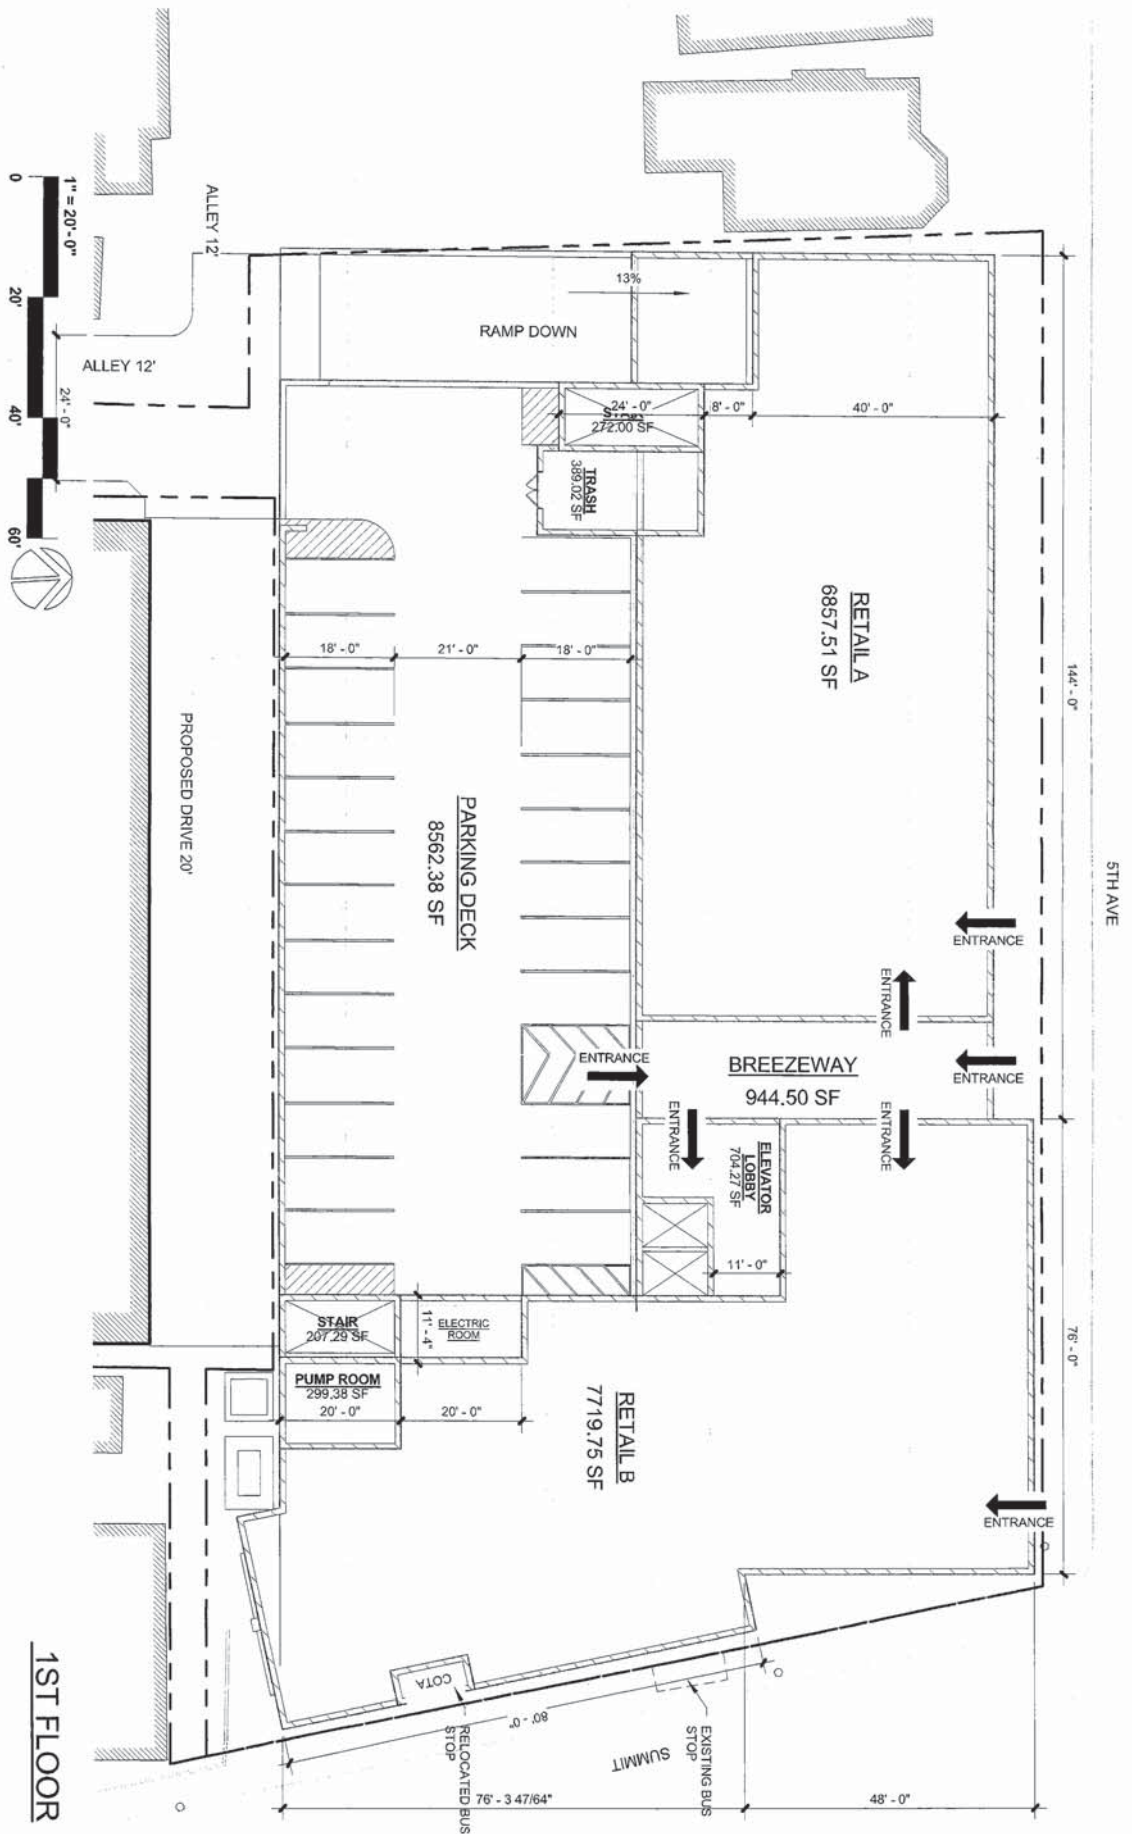 5TH AVE
144' - 0"
76' - 0"
ALLEY 12'
ALLEY 12'
24' - 0"
1" = 20'-0"
0
20'
40'
60'
13%
RAMP DOWN
24' - 0"
8' - 0"
40' - 0"
272.00 SF
TRASH
389.02 SF
RETAIL A
6857.51 SF
18' - 0"
21' - 0"
18' - 0"
PROPOSED DRIVE 20'
PARKING DECK
8562.38 SF
ENTRANCE
ENTRANCE
ENTRANCE
ENTRANCE
BREEZEWAY
944.50 SF
ENTRANCE
ENTRANCE
ELEVATOR
LOBBY
704.27 SF
11' - 0"
STAIR
207.29 SF
11' - 4"
ELECTRIC
ROOM
PUMP ROOM
299.38 SF
20' - 0"
20' - 0"
RETAIL B
7719.75 SF
ENTRANCE
COTA
80' - 0"
RELOCATED BUS
STOP
EXISTING BUS
STOP
SUMMIT
76' - 3 47/64"
48' - 0"
1ST FLOOR